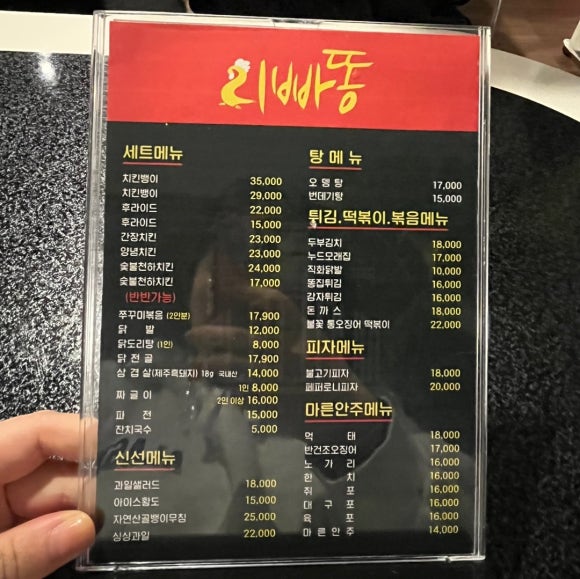 리빠똥
세트메뉴
치킨뱅이 35,000
치킨뱅이 29,000
후라이드 22,000
후라이드 15,000
간장치킨 23,000
양념치킨 23,000
숯불천하치킨 24,000
숯불천하치킨 17,000
(반반가능)
쭈꾸미볶음 (2인분) 17,900
닭 발 12,000
닭도리탕 (1인) 8,000
닭 전 골 17,900
삼 겹 살 (제주흑돼지) 18g 국내산 14,000
짜 글 이 1인 8,000
2인 이상 16,000
파 전 15,000
잔치국수 5,000
신선메뉴
과일샐러드 18,000
아이스황도 15,000
자연산골뱅이무침 25,000
싱싱과일 22,000
탕 메 뉴
오 뎅 탕 17,000
번데기탕 15,000
튀김.떡볶이.볶음메뉴
두부김치 18,000
누드모래집 17,000
직화닭발 10,000
똥집튀김 16,000
감자튀김 16,000
돈 까 스 18,000
불꽃 통오징어 떡볶이 22,000
피자메뉴
불고기피자 18,000
페퍼로니피자 20,000
마른안주메뉴
먹 태 18,000
반건조오징어 17,000
노 가 리 16,000
한 치 16,000
쥐 포 16,000
대 구 포 16,000
육 포 16,000
마 른 안 주 14,000